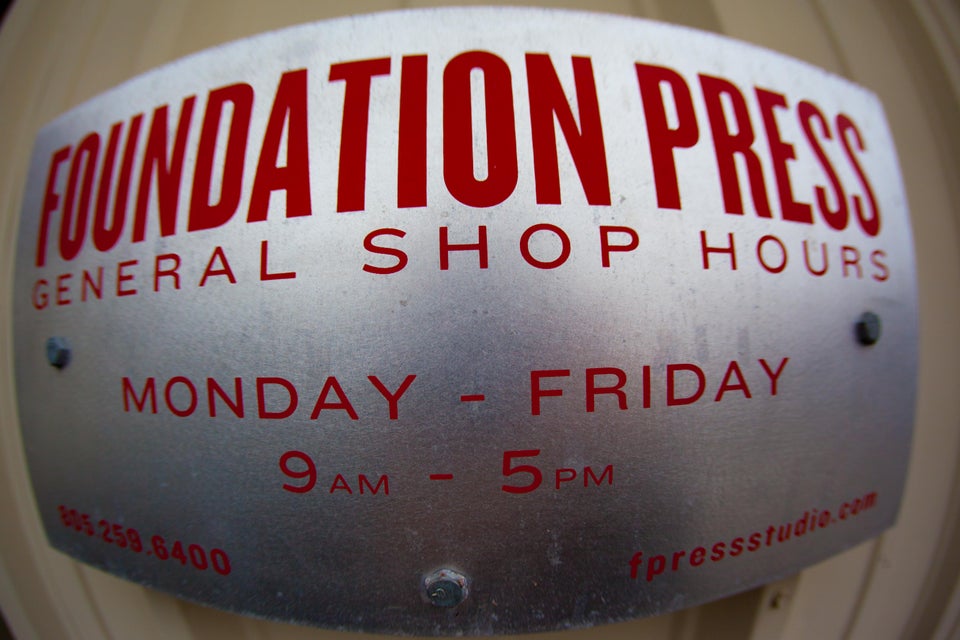 FOUNDATION PRESS
GENERAL SHOP HOURS
MONDAY - FRIDAY
9AM - 5PM
805.259.6400
fpressstudio.com